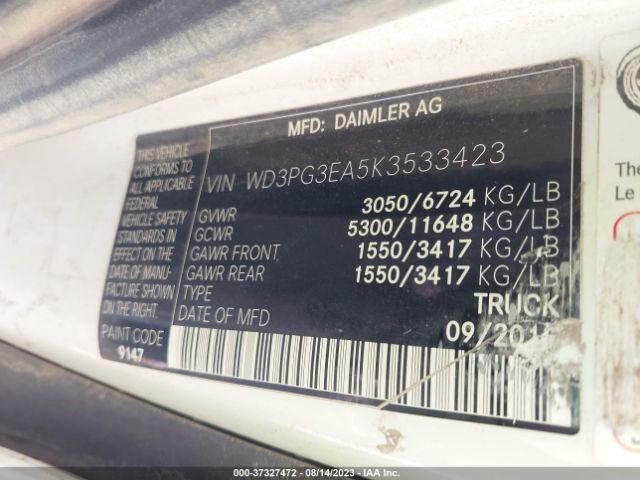 MFD: DAIMLER AG
THIS VEHICLE
CONFORMS TO
ALL APPLICABLE
FEDERAL
VEHICLE SAFETY
STANDARDS IN
EFFECT ON THE
DATE OF MANU-
FACTURE SHOWN
ON THE RIGHT.
PAINT CODE
9147
VIN WD3PG3EA5K3533423
GVWR 3050/6724 KG/LB
GCWR 5300/11648 KG/LB
GAWR FRONT 1550/3417 KG/LB
GAWR REAR 1550/3417 KG/LB
TYPE TRUCK
DATE OF MFD
The
Le
000-37327472 - 08/14/2023 - IAA Inc.